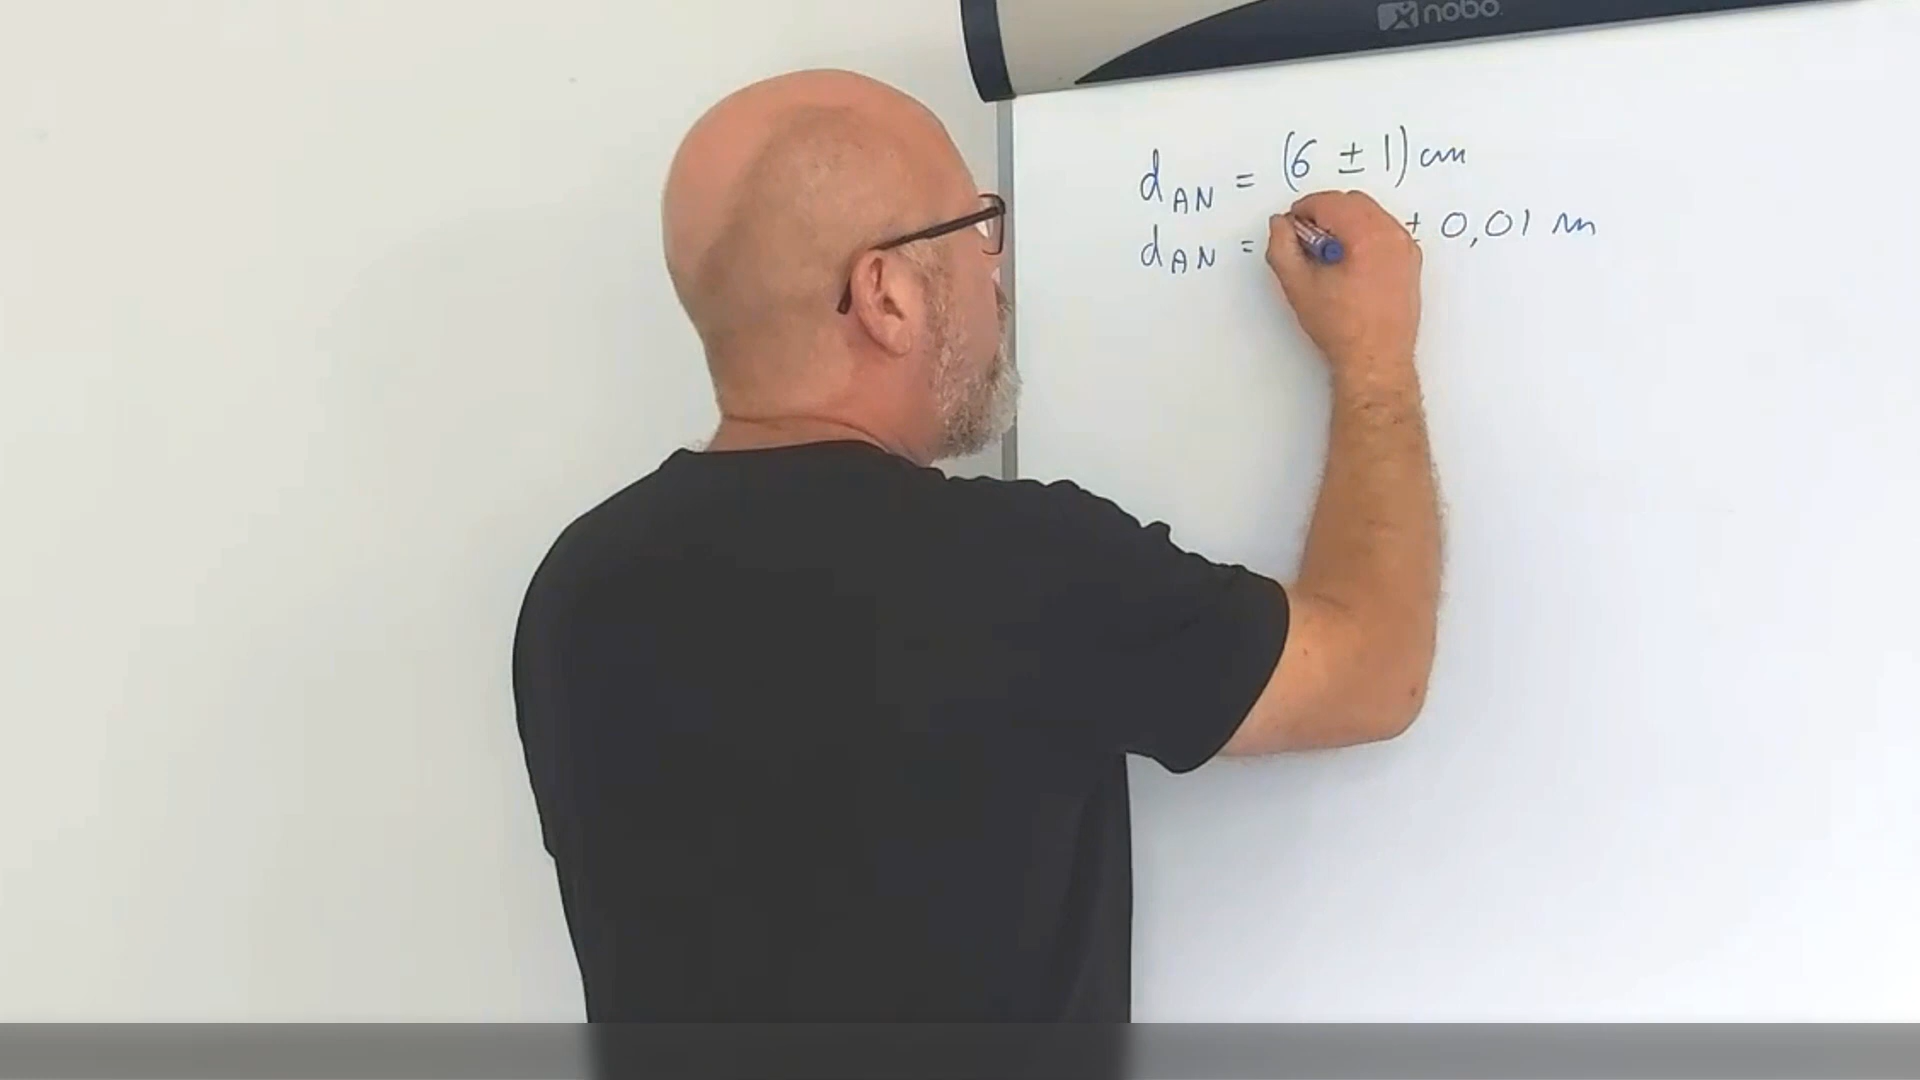 nobo
d_AN = (6 ± 1) cm
d_AN = ± 0,01 m